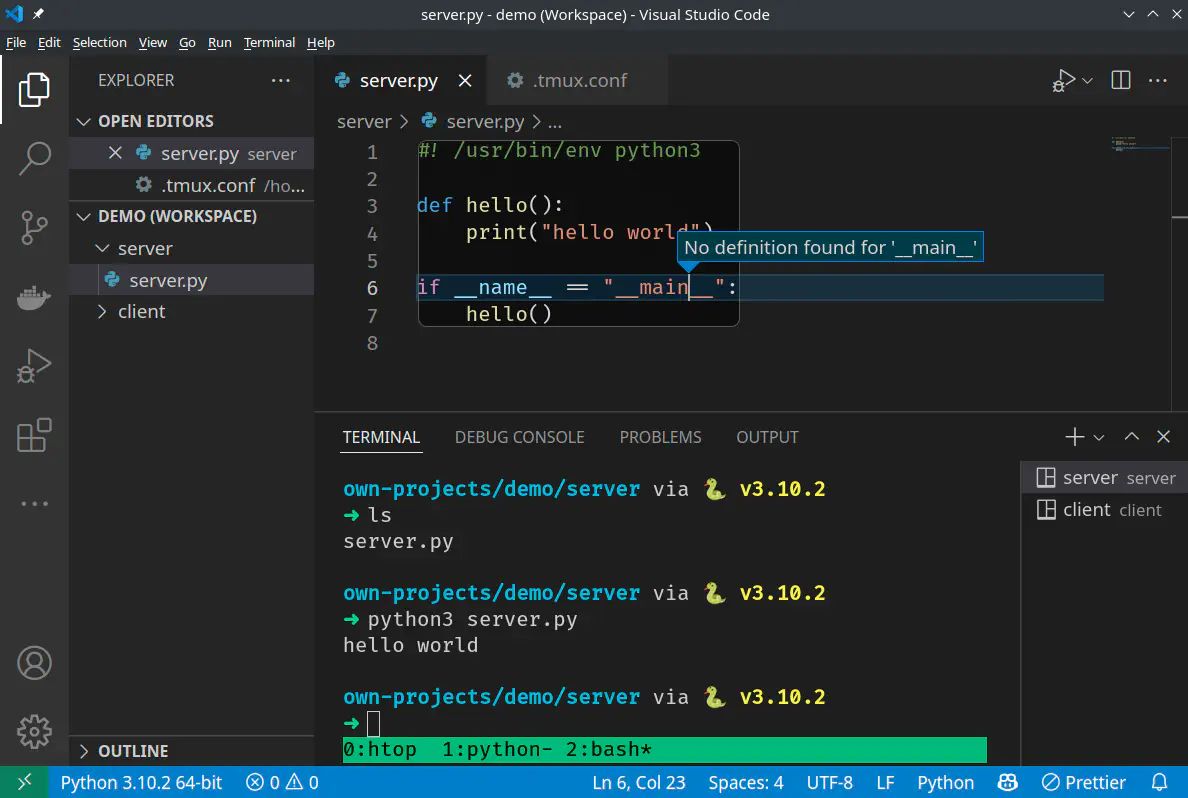 server.py - demo (Workspace) - Visual Studio Code
File Edit Selection View Go Run Terminal Help
EXPLORER
OPEN EDITORS
server.py server
.tmux.conf /ho...
DEMO (WORKSPACE)
server
server.py
client
OUTLINE
server.py
.tmux.conf
server > server.py > ...
1 #! /usr/bin/env python3
2
3 def hello():
4 print("hello world")
5
6 if __name__ == "__main__":
7 hello()
8
No definition found for '__main__'
TERMINAL DEBUG CONSOLE PROBLEMS OUTPUT
own-projects/demo/server via 🐍 v3.10.2
➜ ls
server.py
own-projects/demo/server via 🐍 v3.10.2
➜ python3 server.py
hello world
own-projects/demo/server via 🐍 v3.10.2
➜
0:htop 1:python- 2:bash*
server server
client client
Python 3.10.2 64-bit 0 0 Ln 6, Col 23 Spaces: 4 UTF-8 LF Python Prettier